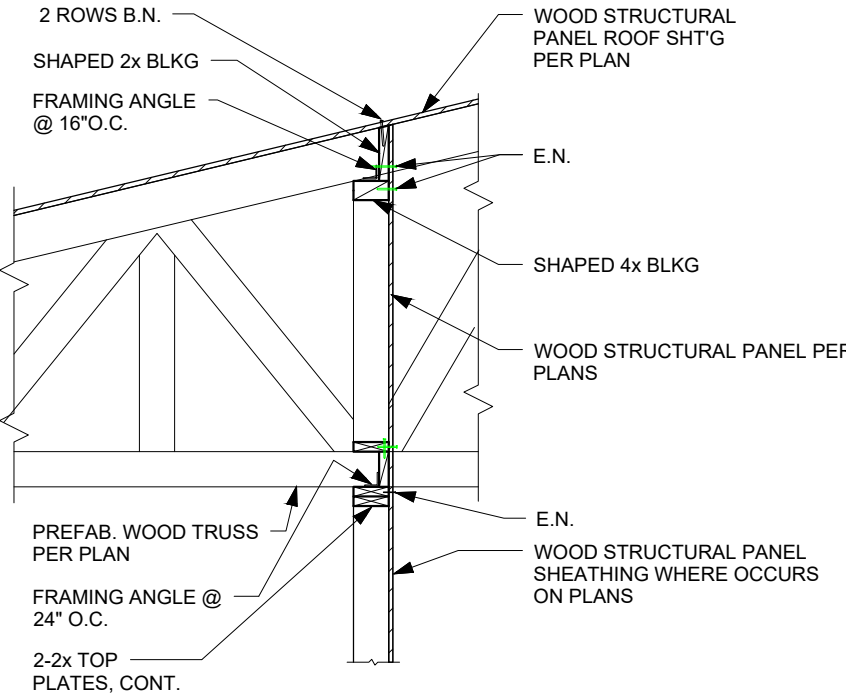 2 ROWS B.N.
SHAPED 2x BLKG
FRAMING ANGLE
@ 16"O.C.
WOOD STRUCTURAL
PANEL ROOF SHT'G
PER PLAN
E.N.
SHAPED 4x BLKG
WOOD STRUCTURAL PANEL PER
PLANS
E.N.
WOOD STRUCTURAL PANEL
SHEATHING WHERE OCCURS
ON PLANS
PREFAB. WOOD TRUSS
PER PLAN
FRAMING ANGLE @
24" O.C.
2-2x TOP
PLATES, CONT.